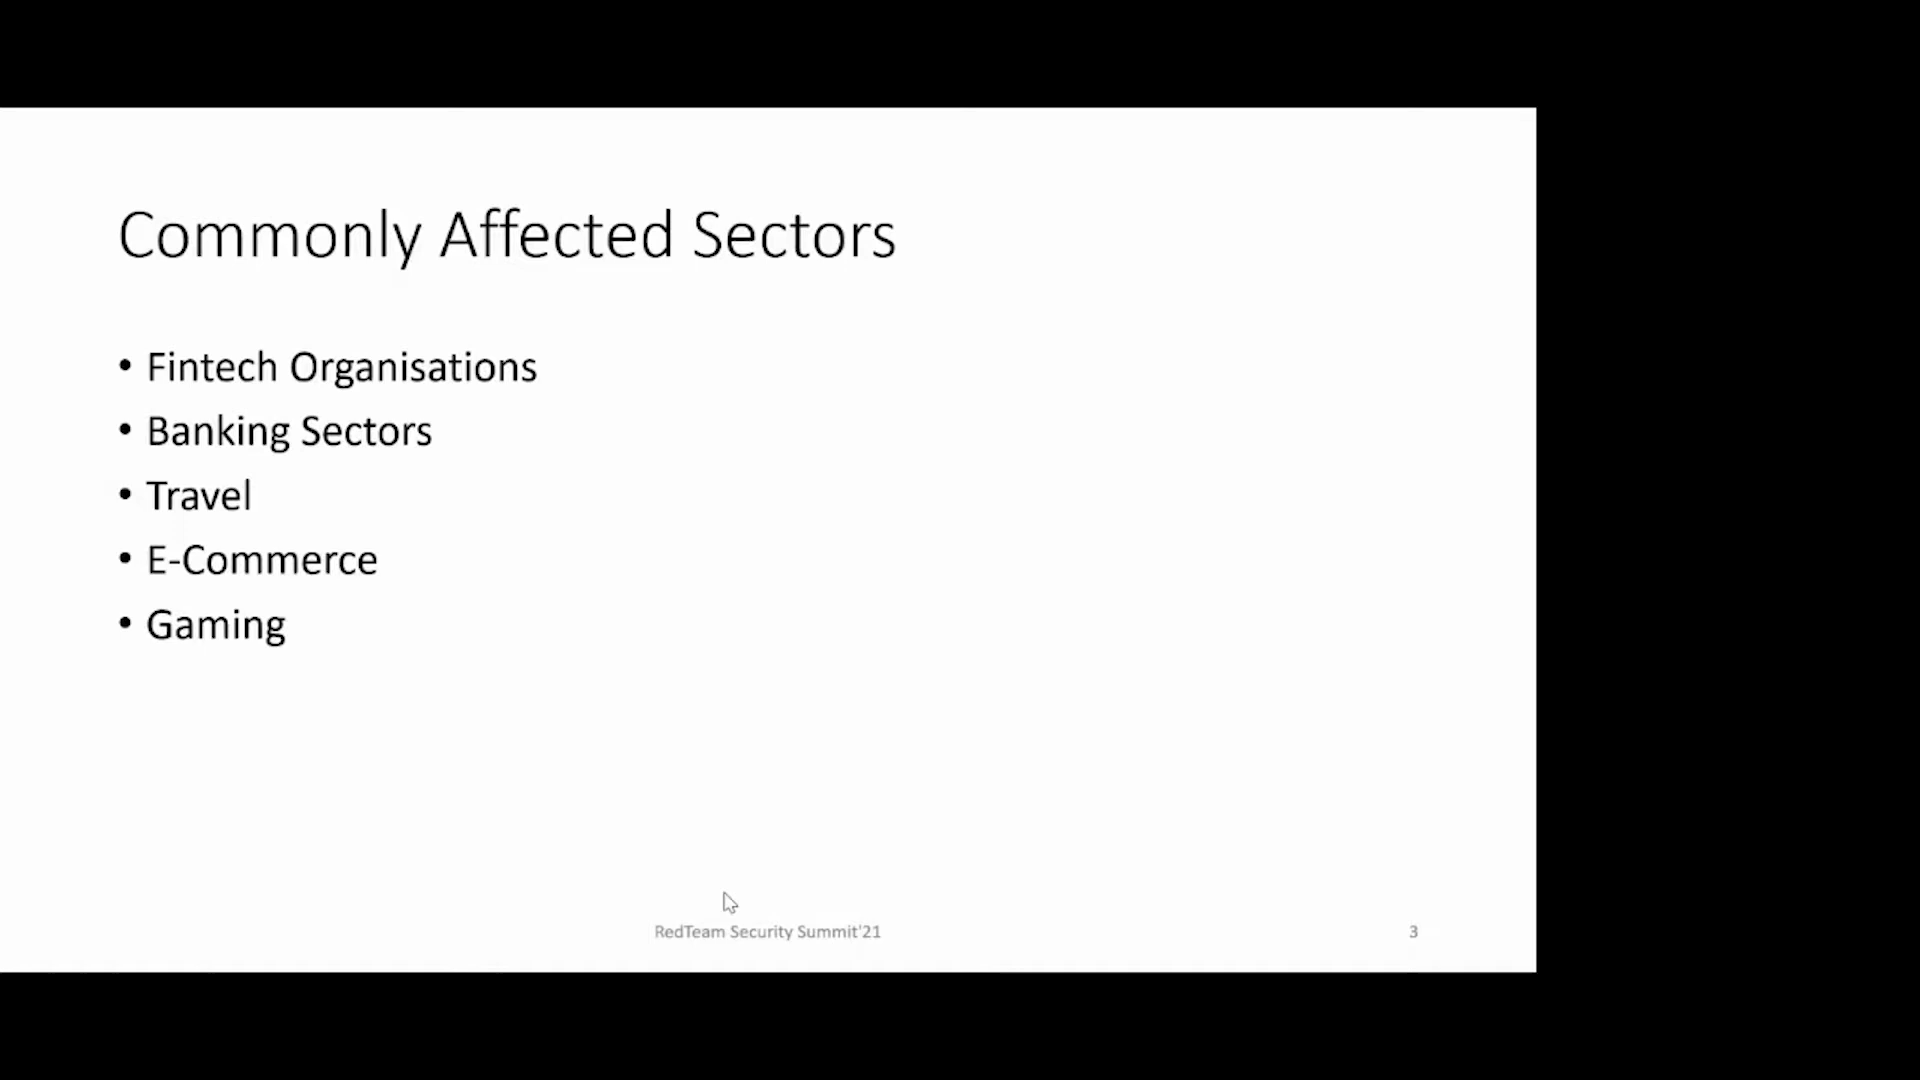 Commonly Affected Sectors
• Fintech Organisations
• Banking Sectors
• Travel
• E-Commerce
• Gaming
RedTeam Security Summit'21
3